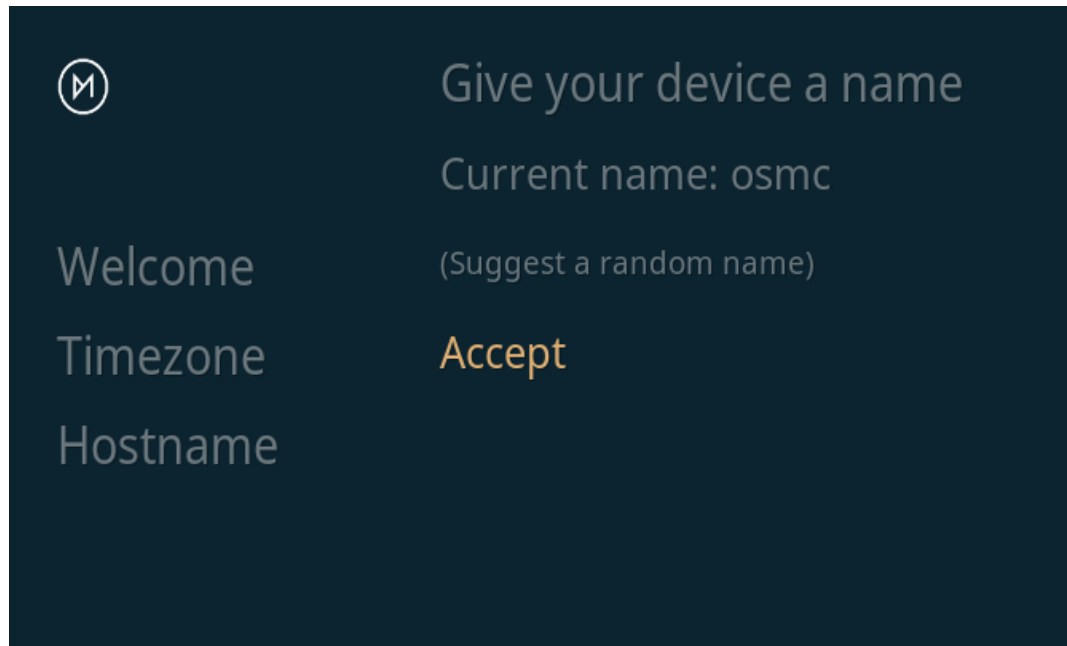 Give your device a name
Current name: osmc
(Suggest a random name)
Accept
Welcome
Timezone
Hostname